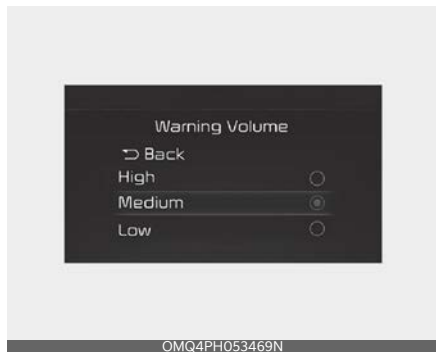 Warning Volume
Back
High
Medium
Low
OMQ4PH053469N